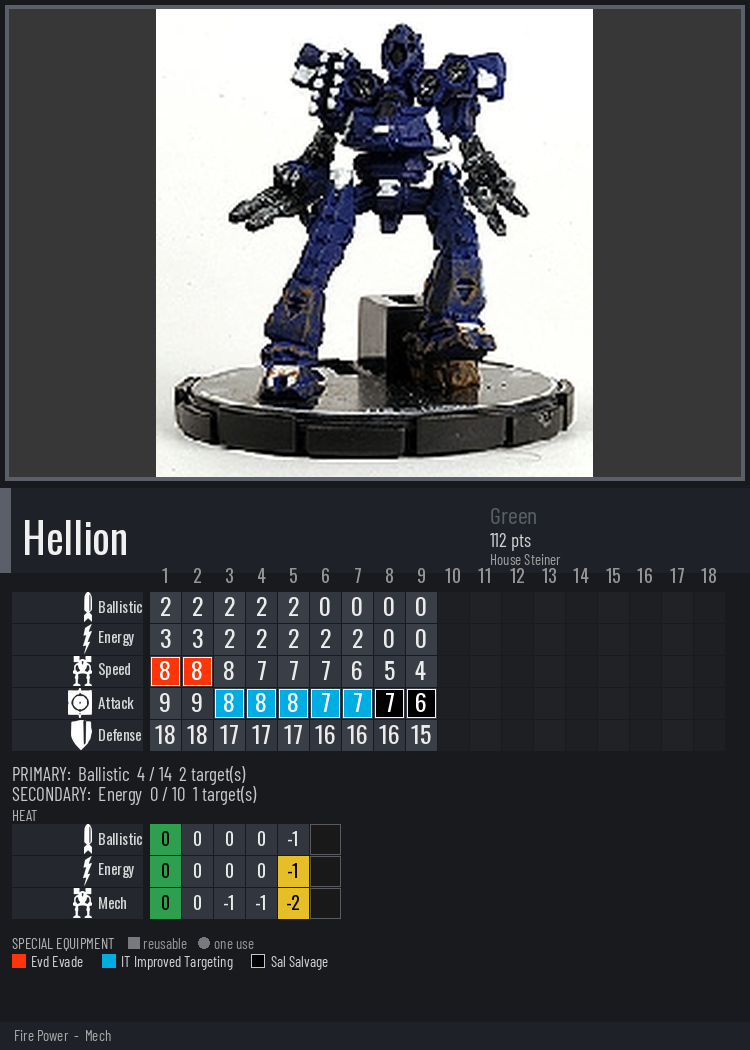 Hellion
Green
112 pts
House Steiner
1 2 3 4 5 6 7 8 9 10 11 12 13 14 15 16 17 18
Ballistic 2 2 2 2 2 0 0 0 0
Energy 3 3 2 2 2 2 2 0 0
Speed 8 8 8 7 7 7 6 5 4
Attack 9 9 8 8 8 7 7 7 6
Defense 18 18 17 17 17 16 16 16 15
PRIMARY: Ballistic 4 / 14 2 target(s)
SECONDARY: Energy 0 / 10 1 target(s)
HEAT
Ballistic 0 0 0 0 -1
Energy 0 0 0 0 -1
Mech 0 0 -1 -1 -2
SPECIAL EQUIPMENT reusable one use
Evd Evade IT Improved Targeting Sal Salvage
Fire Power - Mech